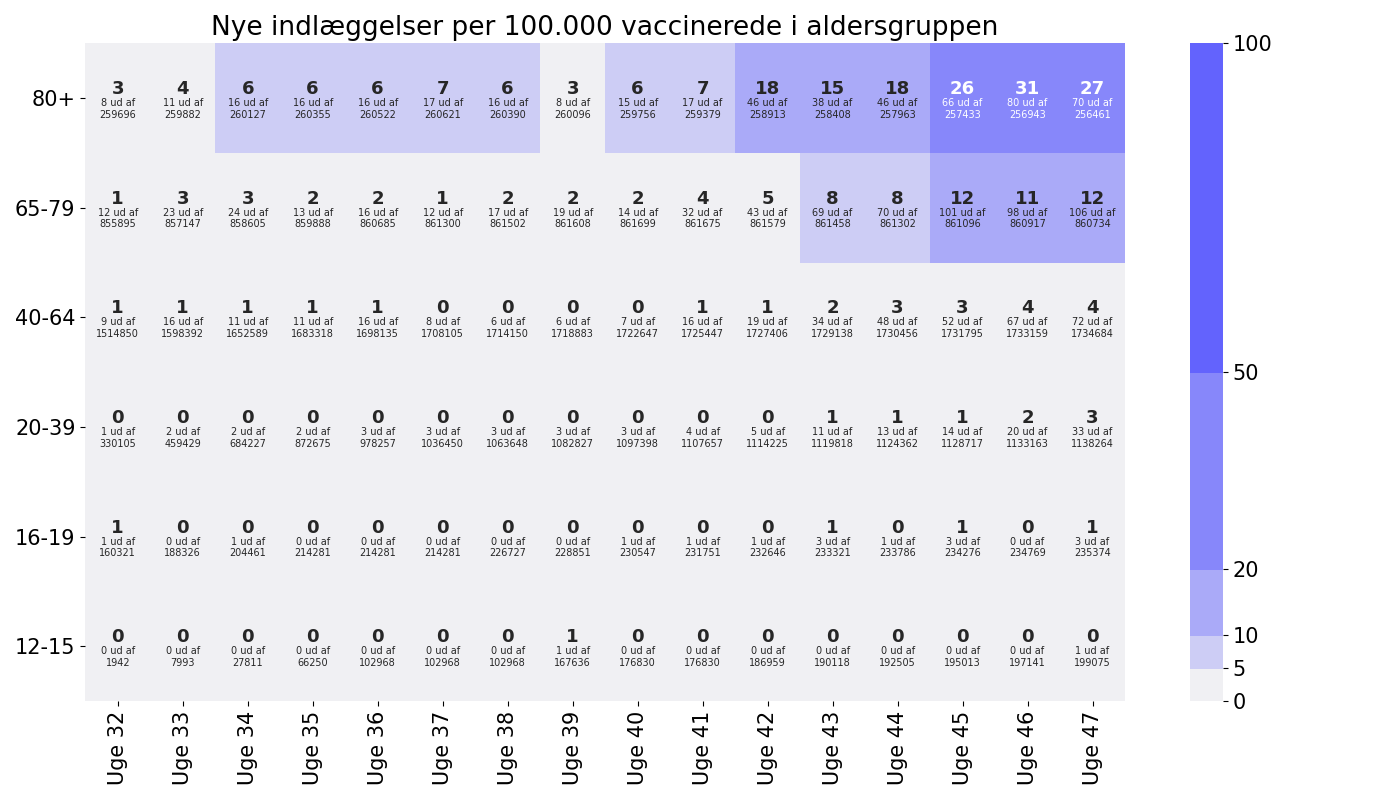 Nye indlæggelser per 100.000 vaccinerede i aldersgruppen
80+
3 4 6 6 6 7 6 3 6 7 18 15 18 26 31 27
8 ud af 11 ud af 16 ud af 16 ud af 16 ud af 17 ud af 16 ud af 8 ud af 15 ud af 17 ud af 46 ud af 38 ud af 46 ud af 66 ud af 80 ud af 70 ud af
259696 259882 260127 260355 260522 260621 260390 260096 259756 259379 258913 258408 257963 257433 256943 256461
65-79
1 3 3 2 2 1 2 2 2 4 5 8 8 12 11 12
12 ud af 23 ud af 24 ud af 13 ud af 16 ud af 12 ud af 17 ud af 19 ud af 14 ud af 32 ud af 43 ud af 69 ud af 70 ud af 101 ud af 98 ud af 106 ud af
855895 857147 858605 859888 860685 861300 861502 861608 861699 861675 861579 861458 861302 861096 860917 860734
40-64
1 1 1 1 1 0 0 0 0 1 1 2 3 3 4 4
9 ud af 16 ud af 11 ud af 11 ud af 16 ud af 8 ud af 6 ud af 6 ud af 7 ud af 16 ud af 19 ud af 34 ud af 48 ud af 52 ud af 67 ud af 72 ud af
1514850 1598392 1652589 1683318 1698135 1708105 1714150 1718883 1722647 1725447 1727406 1729138 1730456 1731795 1733159 1734684
20-39
0 0 0 0 0 0 0 0 0 0 0 1 1 1 2 3
1 ud af 2 ud af 2 ud af 2 ud af 3 ud af 3 ud af 3 ud af 3 ud af 3 ud af 4 ud af 5 ud af 11 ud af 13 ud af 14 ud af 20 ud af 33 ud af
330105 459429 684227 872675 978257 1036450 1063648 1082827 1097398 1107657 1114225 1119818 1124362 1128717 1133163 1138264
16-19
1 0 0 0 0 0 0 0 0 0 0 1 0 1 0 1
1 ud af 0 ud af 1 ud af 0 ud af 0 ud af 0 ud af 0 ud af 0 ud af 1 ud af 1 ud af 1 ud af 3 ud af 1 ud af 3 ud af 0 ud af 3 ud af
160321 188326 204461 214281 214281 214281 226727 228851 230547 231751 232646 233321 233786 234276 234769 235374
12-15
0 0 0 0 0 0 0 1 0 0 0 0 0 0 0 0
0 ud af 0 ud af 0 ud af 0 ud af 0 ud af 0 ud af 0 ud af 1 ud af 0 ud af 0 ud af 0 ud af 0 ud af 0 ud af 0 ud af 0 ud af 1 ud af
1942 7993 27811 66250 102968 102968 102968 167636 176830 176830 186959 190118 192505 195013 197141 199075
Uge 32
Uge 33
Uge 34
Uge 35
Uge 36
Uge 37
Uge 38
Uge 39
Uge 40
Uge 41
Uge 42
Uge 43
Uge 44
Uge 45
Uge 46
Uge 47
100
50
20
10
5
0